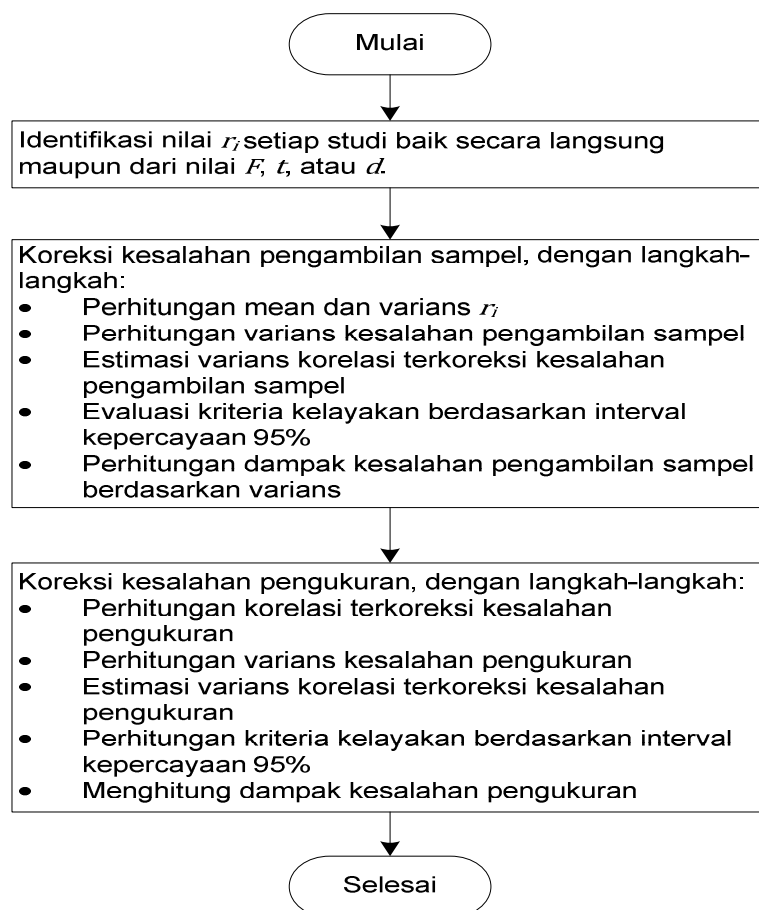 Mulai
Identifikasi nilai rᵢ setiap studi baik secara langsung
maupun dari nilai F, t, atau d.
Koreksi kesalahan pengambilan sampel, dengan langkah-
langkah:
• Perhitungan mean dan varians rᵢ
• Perhitungan varians kesalahan pengambilan sampel
• Estimasi varians korelasi terkoreksi kesalahan
pengambilan sampel
• Evaluasi kriteria kelayakan berdasarkan interval
kepercayaan 95%
• Perhitungan dampak kesalahan pengambilan sampel
berdasarkan varians
Koreksi kesalahan pengukuran, dengan langkah-langkah:
• Perhitungan korelasi terkoreksi kesalahan
pengukuran
• Perhitungan varians kesalahan pengukuran
• Estimasi varians korelasi terkoreksi kesalahan
pengukuran
• Perhitungan kriteria kelayakan berdasarkan interval
kepercayaan 95%
• Menghitung dampak kesalahan pengukuran
Selesai